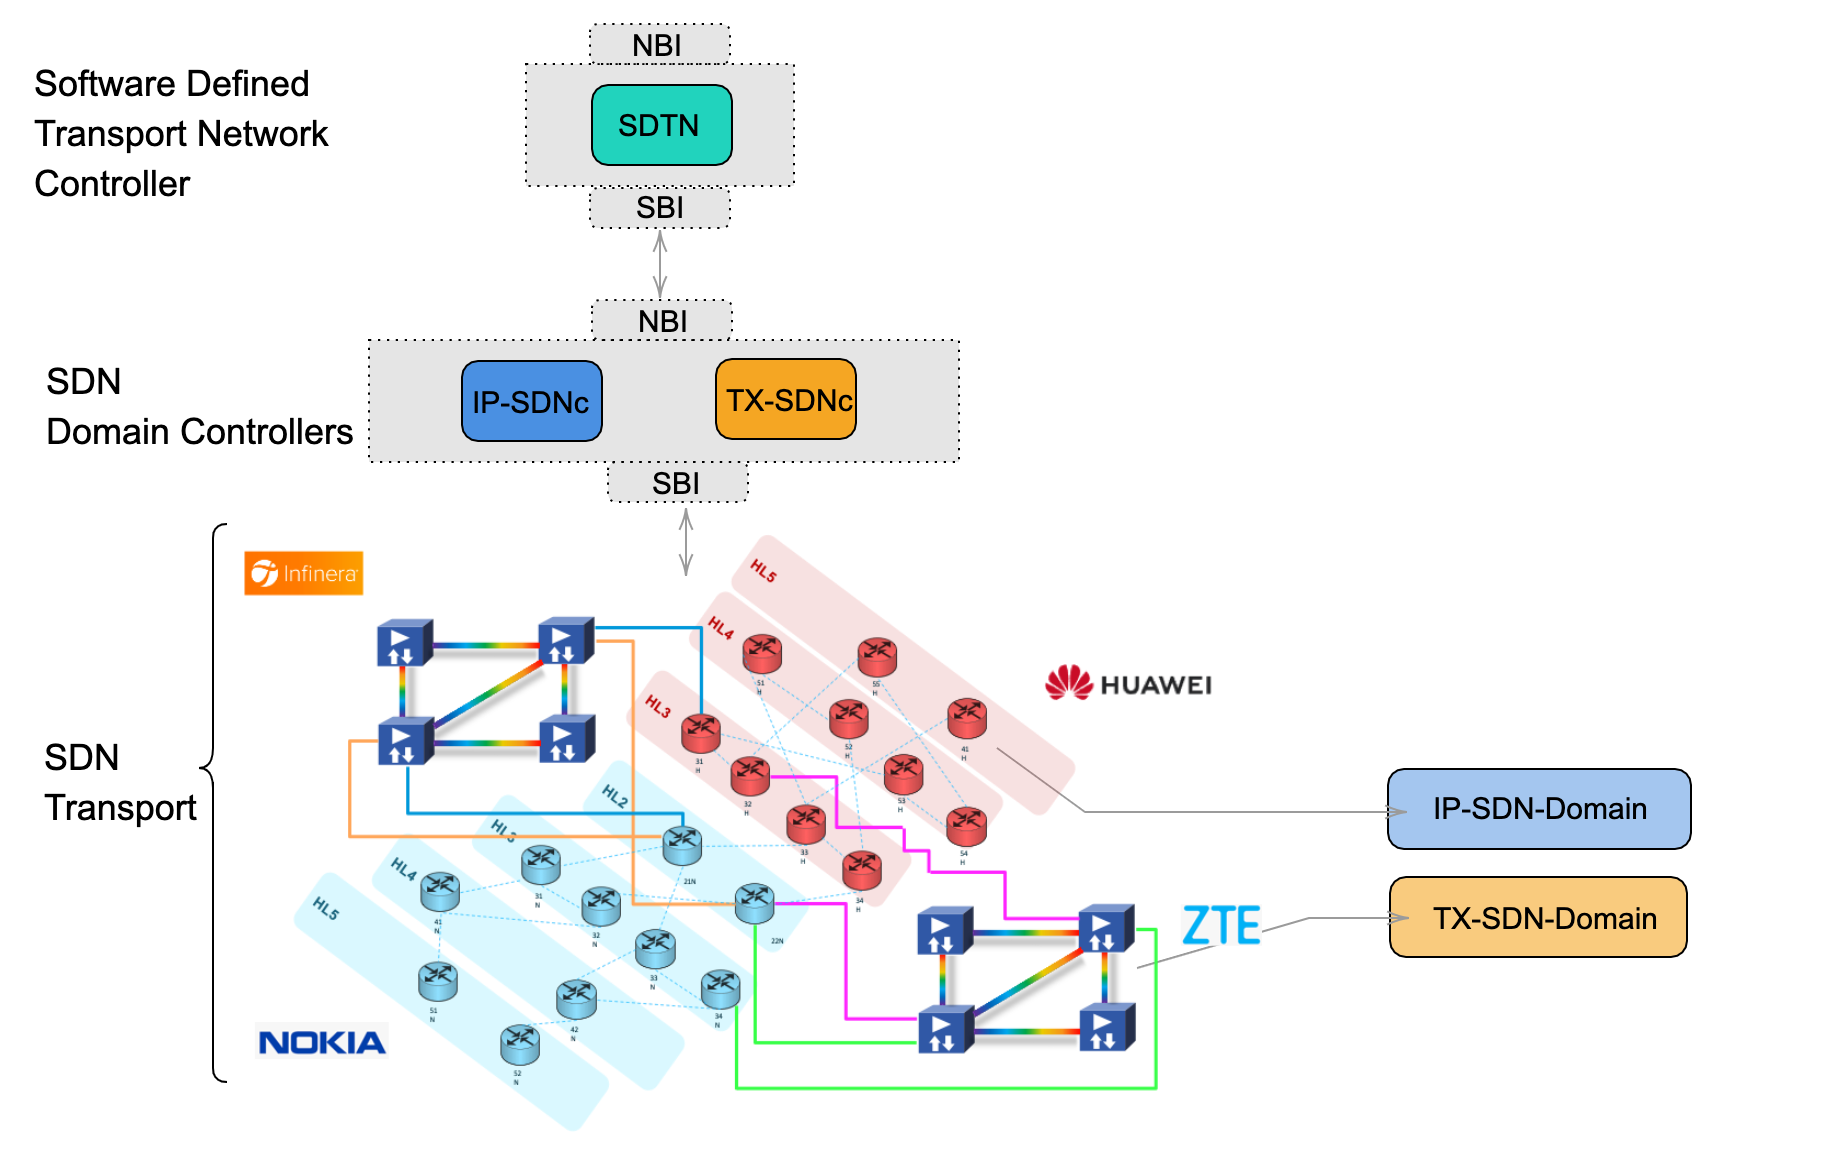 NBI
Software Defined
Transport Network
Controller
SDTN
SBI
NBI
SDN
Domain Controllers
IP-SDNc
TX-SDNc
SBI
SDN
Transport
Infinera
HL5
HL4
HL3
51
H
55
H
52
H
41
H
31
H
32
H
53
H
33
H
54
H
34
H
HUAWEI
IP-SDN-Domain
TX-SDN-Domain
HL2
HL3
HL4
HL5
21N
22N
31
N
32
N
41
N
33
N
34
N
51
N
42
N
52
N
ZTE
NOKIA